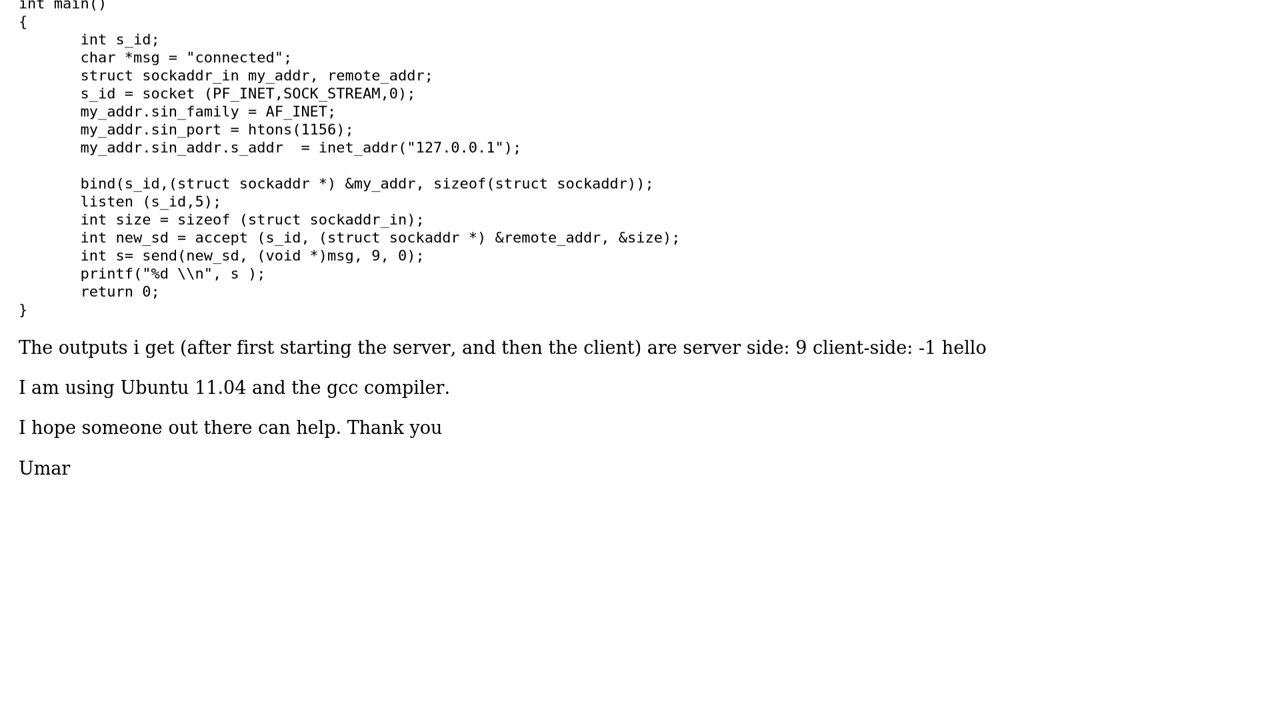 int main()
{
int s_id;
char *msg = "connected";
struct sockaddr_in my_addr, remote_addr;
s_id = socket (PF_INET,SOCK_STREAM,0);
my_addr.sin_family = AF_INET;
my_addr.sin_port = htons(1156);
my_addr.sin_addr.s_addr  = inet_addr("127.0.0.1");
bind(s_id,(struct sockaddr *) &my_addr, sizeof(struct sockaddr));
listen (s_id,5);
int size = sizeof (struct sockaddr_in);
int new_sd = accept (s_id, (struct sockaddr *) &remote_addr, &size);
int s= send(new_sd, (void *)msg, 9, 0);
printf("%d \\n", s );
return 0;
}
The outputs i get (after first starting the server, and then the client) are server side: 9 client-side: -1 hello
I am using Ubuntu 11.04 and the gcc compiler.
I hope someone out there can help. Thank you
Umar